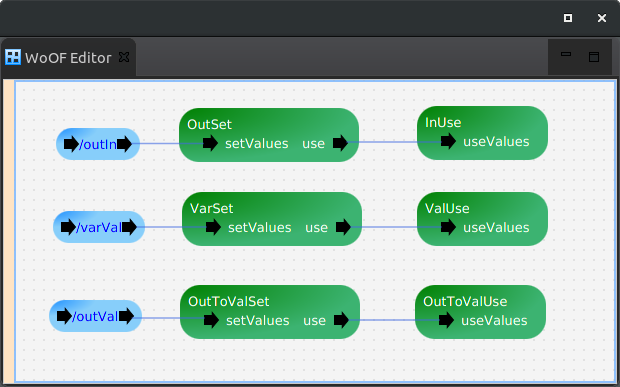 WoOF Editor
OutSet
InUse
/outIn
setValues use
useValues
VarSet
ValUse
/varVal
setValues use
useValues
OutToValSet
OutToValUse
/outVal
setValues use
useValues